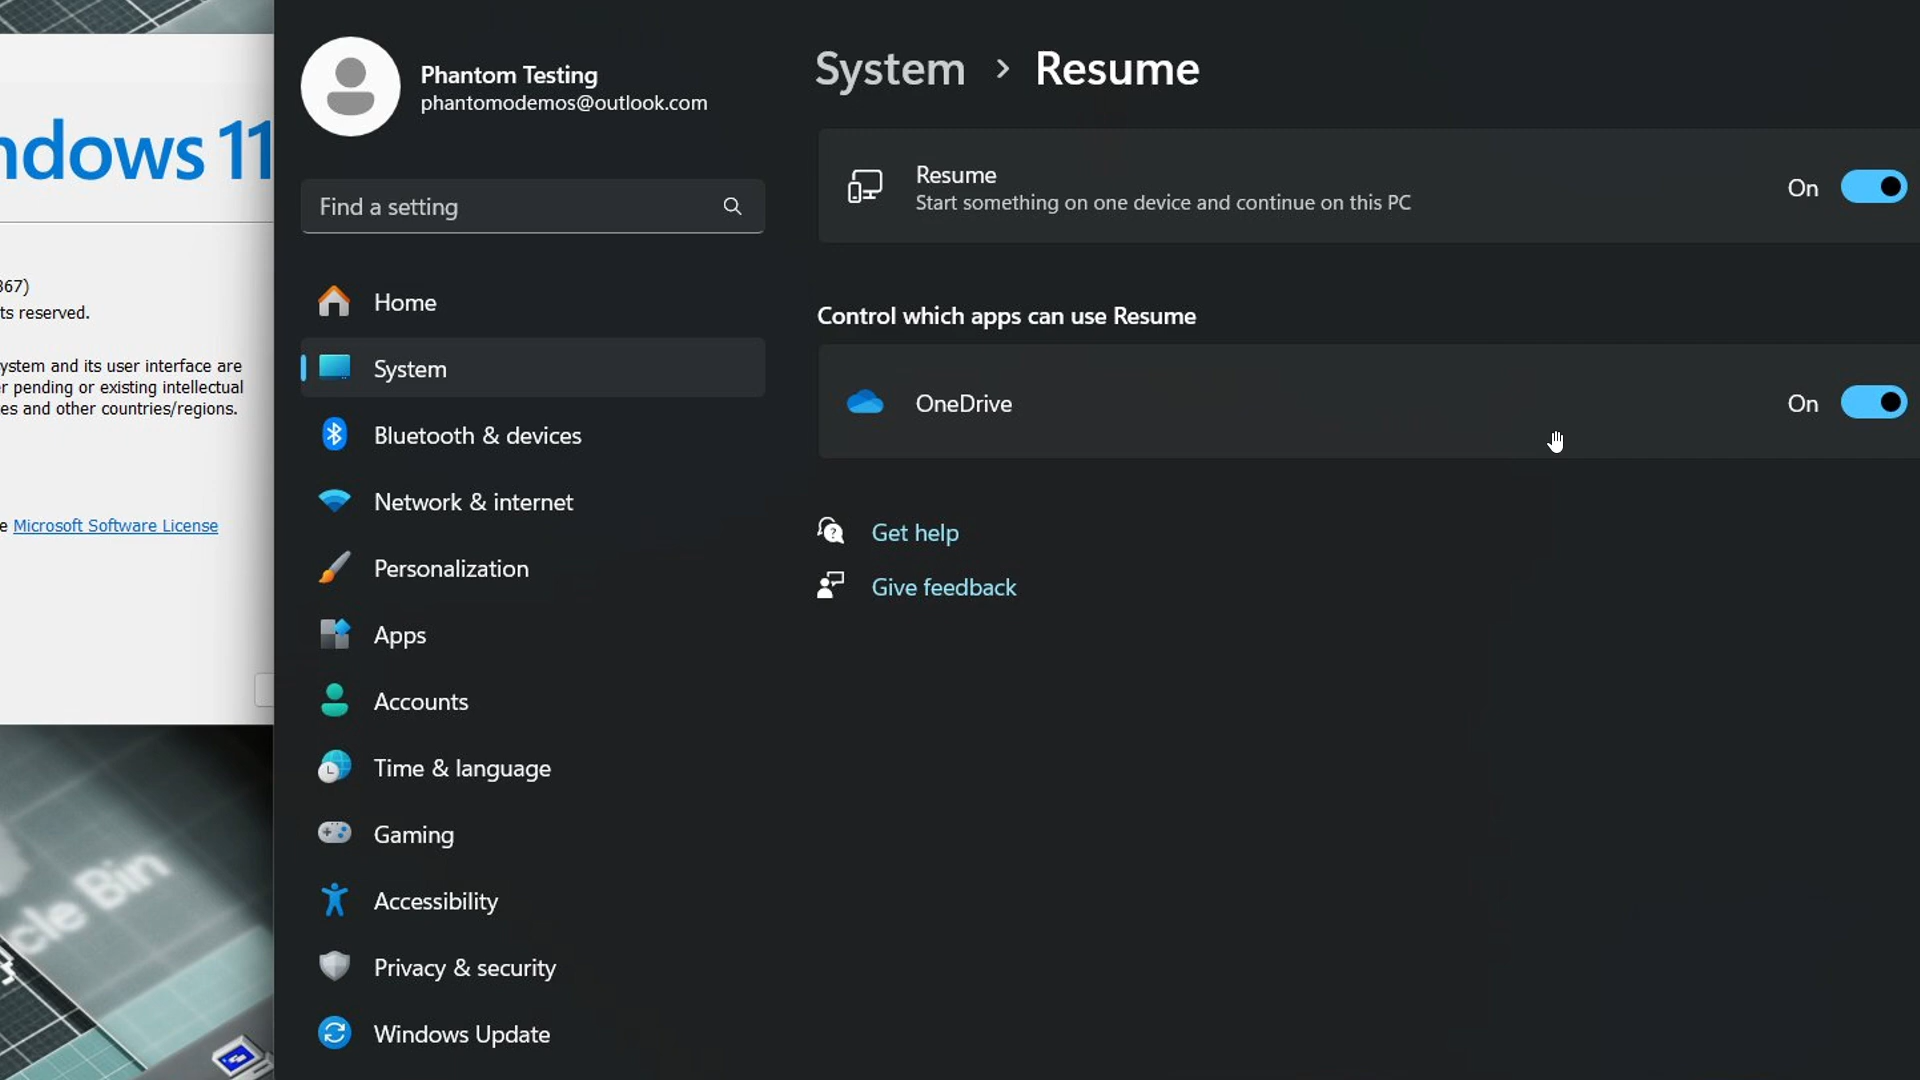 ndows 11
367)
ts reserved.
ystem and its user interface are
r pending or existing intellectual
es and other countries/regions.
e Microsoft Software License
cle Bin
Phantom Testing
phantomodemos@outlook.com
Find a setting
Home
System
Bluetooth & devices
Network & internet
Personalization
Apps
Accounts
Time & language
Gaming
Accessibility
Privacy & security
Windows Update
System > Resume
Resume
Start something on one device and continue on this PC
On
Control which apps can use Resume
OneDrive
On
Get help
Give feedback